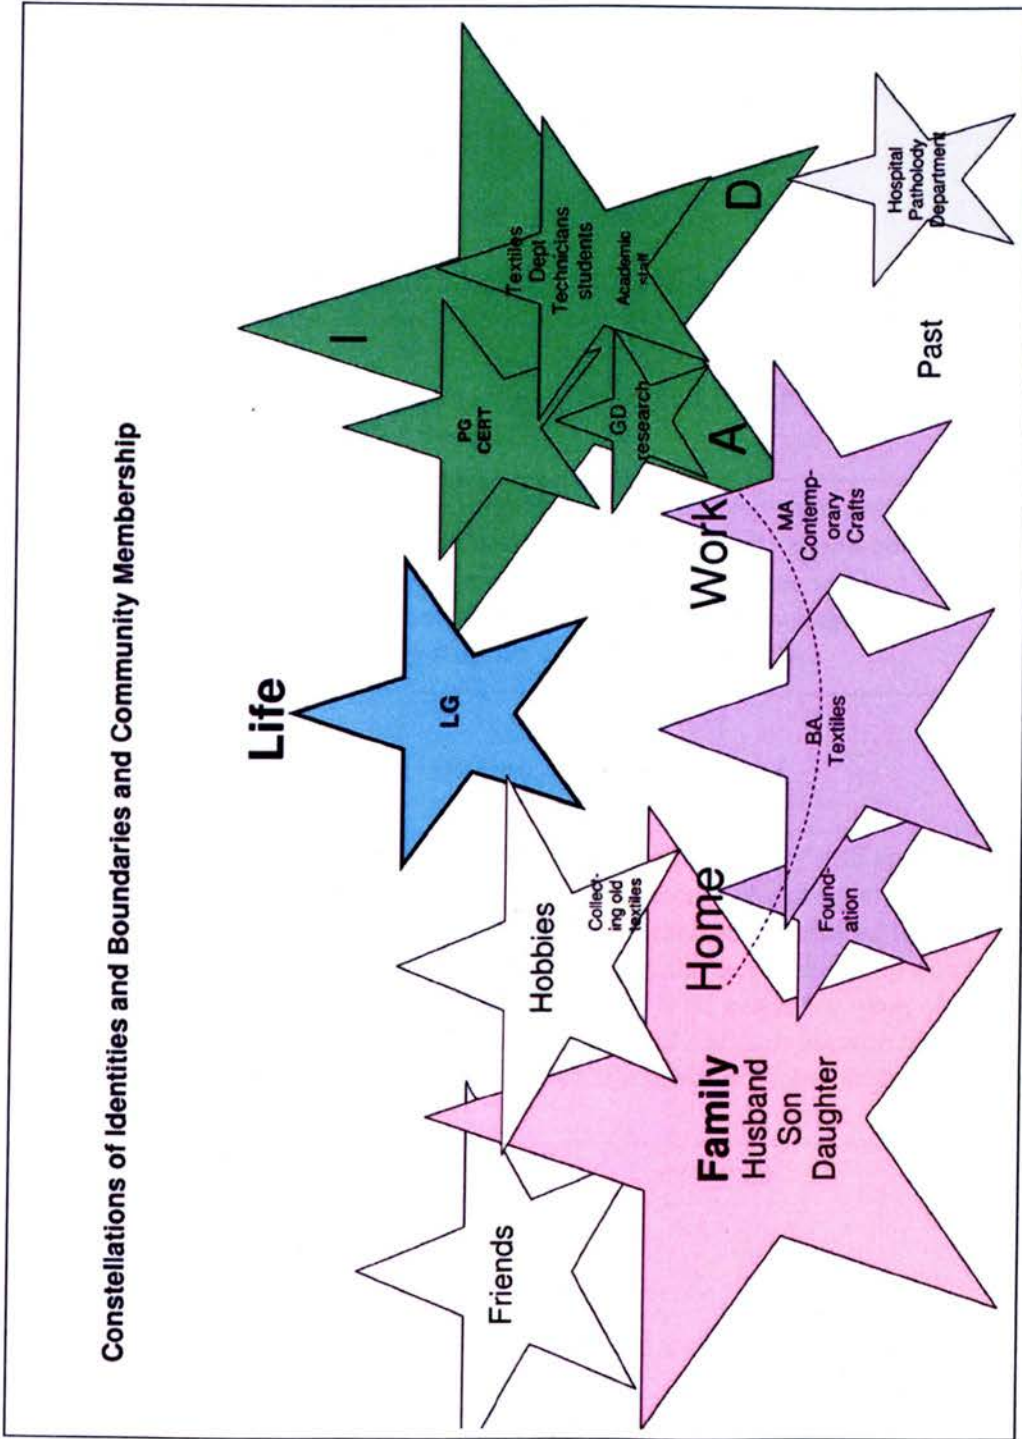 Constellations of Identities and Boundaries and Community Membership
Life
LG
I
PG
CERT
Textiles
Dept
Technicians
students
Academic
staff
GD
research
A
D
Friends
Hobbies
Collect-
ing old
textiles
Family
Husband
Son
Daughter
Home
Work
Found-
ation
BA
Textiles
MA
Contemp-
orary
Crafts
Past
Hospital
Patholody
Department